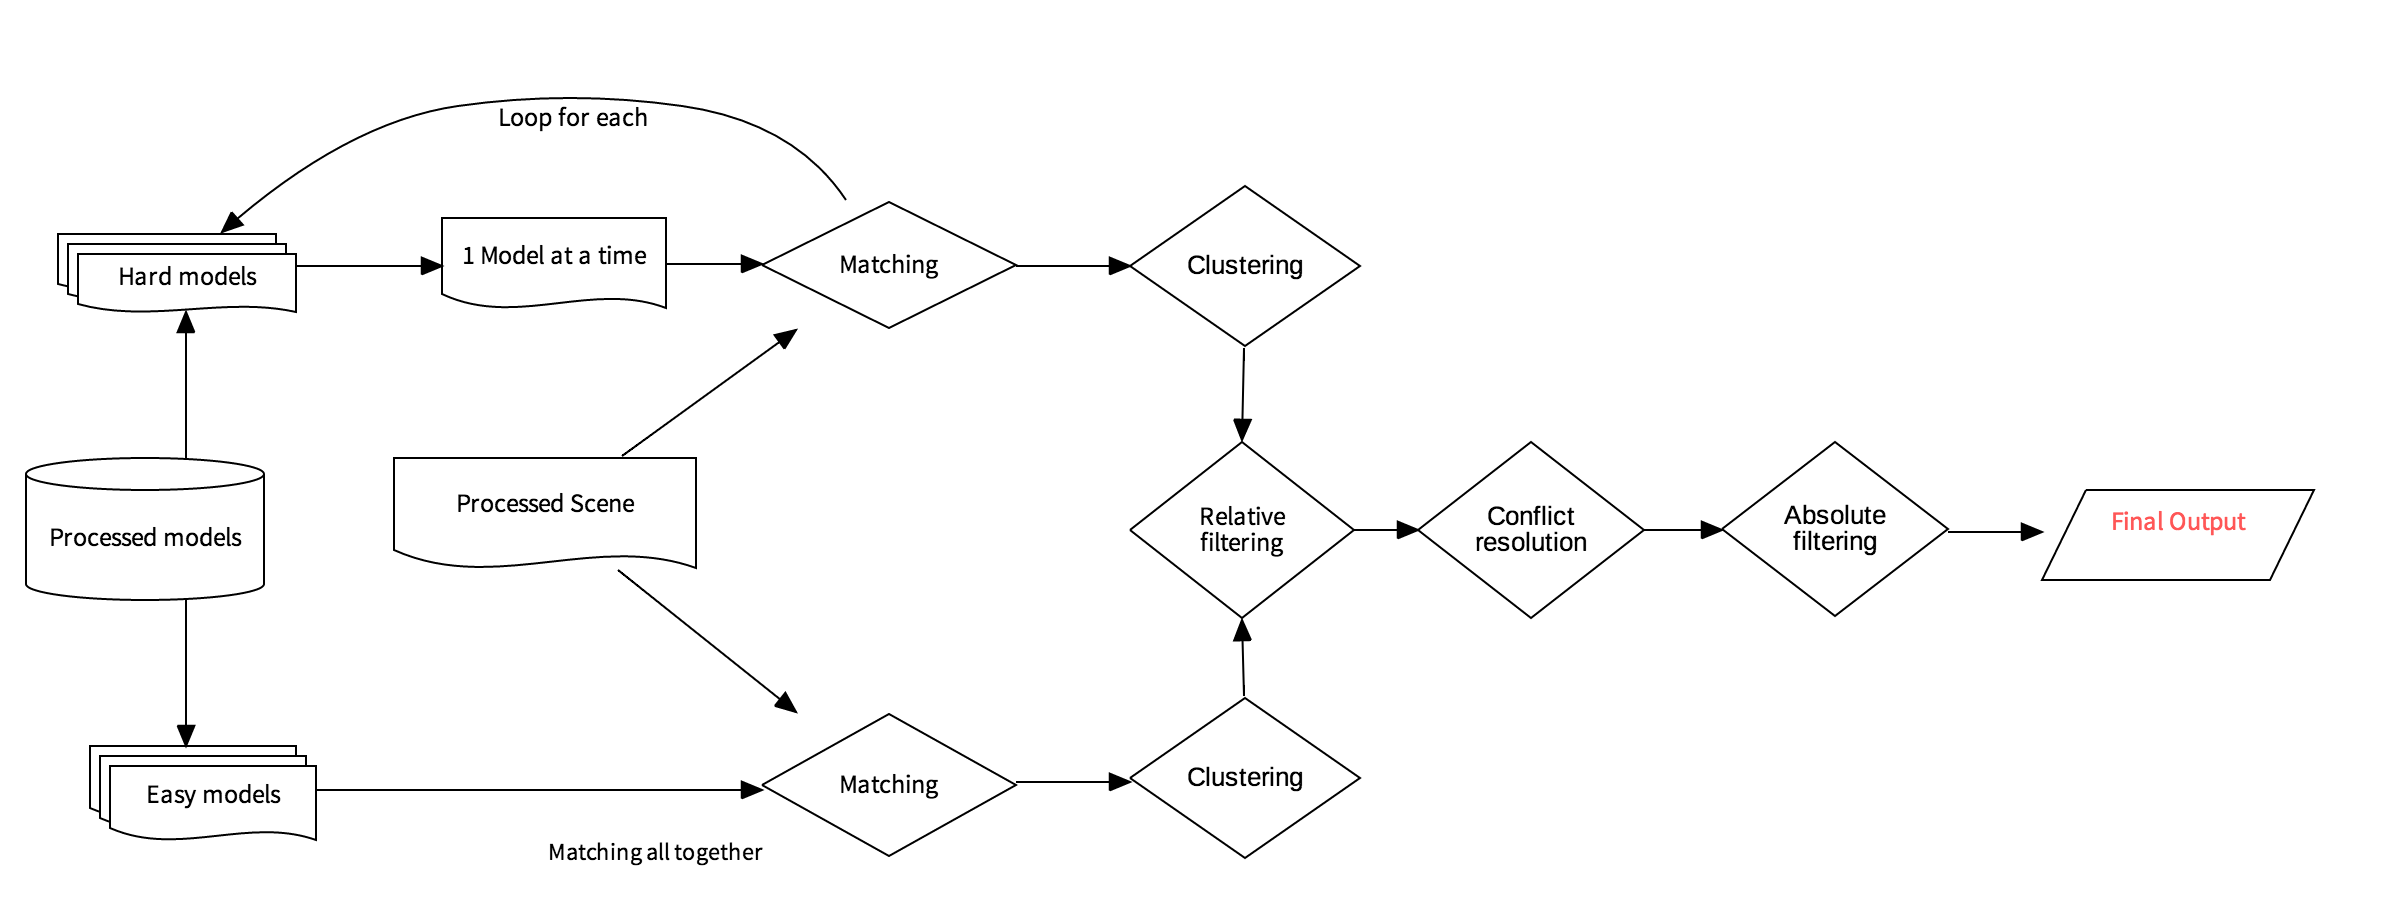 Loop for each
Hard models
1 Model at a time
Matching
Clustering
Processed models
Processed Scene
Relative
filtering
Conflict
resolution
Absolute
filtering
Final Output
Easy models
Matching
Clustering
Matching all together